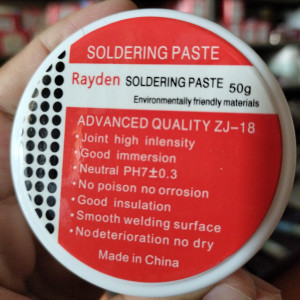 SOLDERING PASTE
Rayden SOLDERING PASTE 50g
Environmentally friendly materials
ADVANCED QUALITY ZJ-18
• Joint high inlensity
• Good immersion
• Neutral PH7±0.3
• No poison no orrosion
• Good insulation
• Smooth welding surface
• No deterioration no dry
Made in China